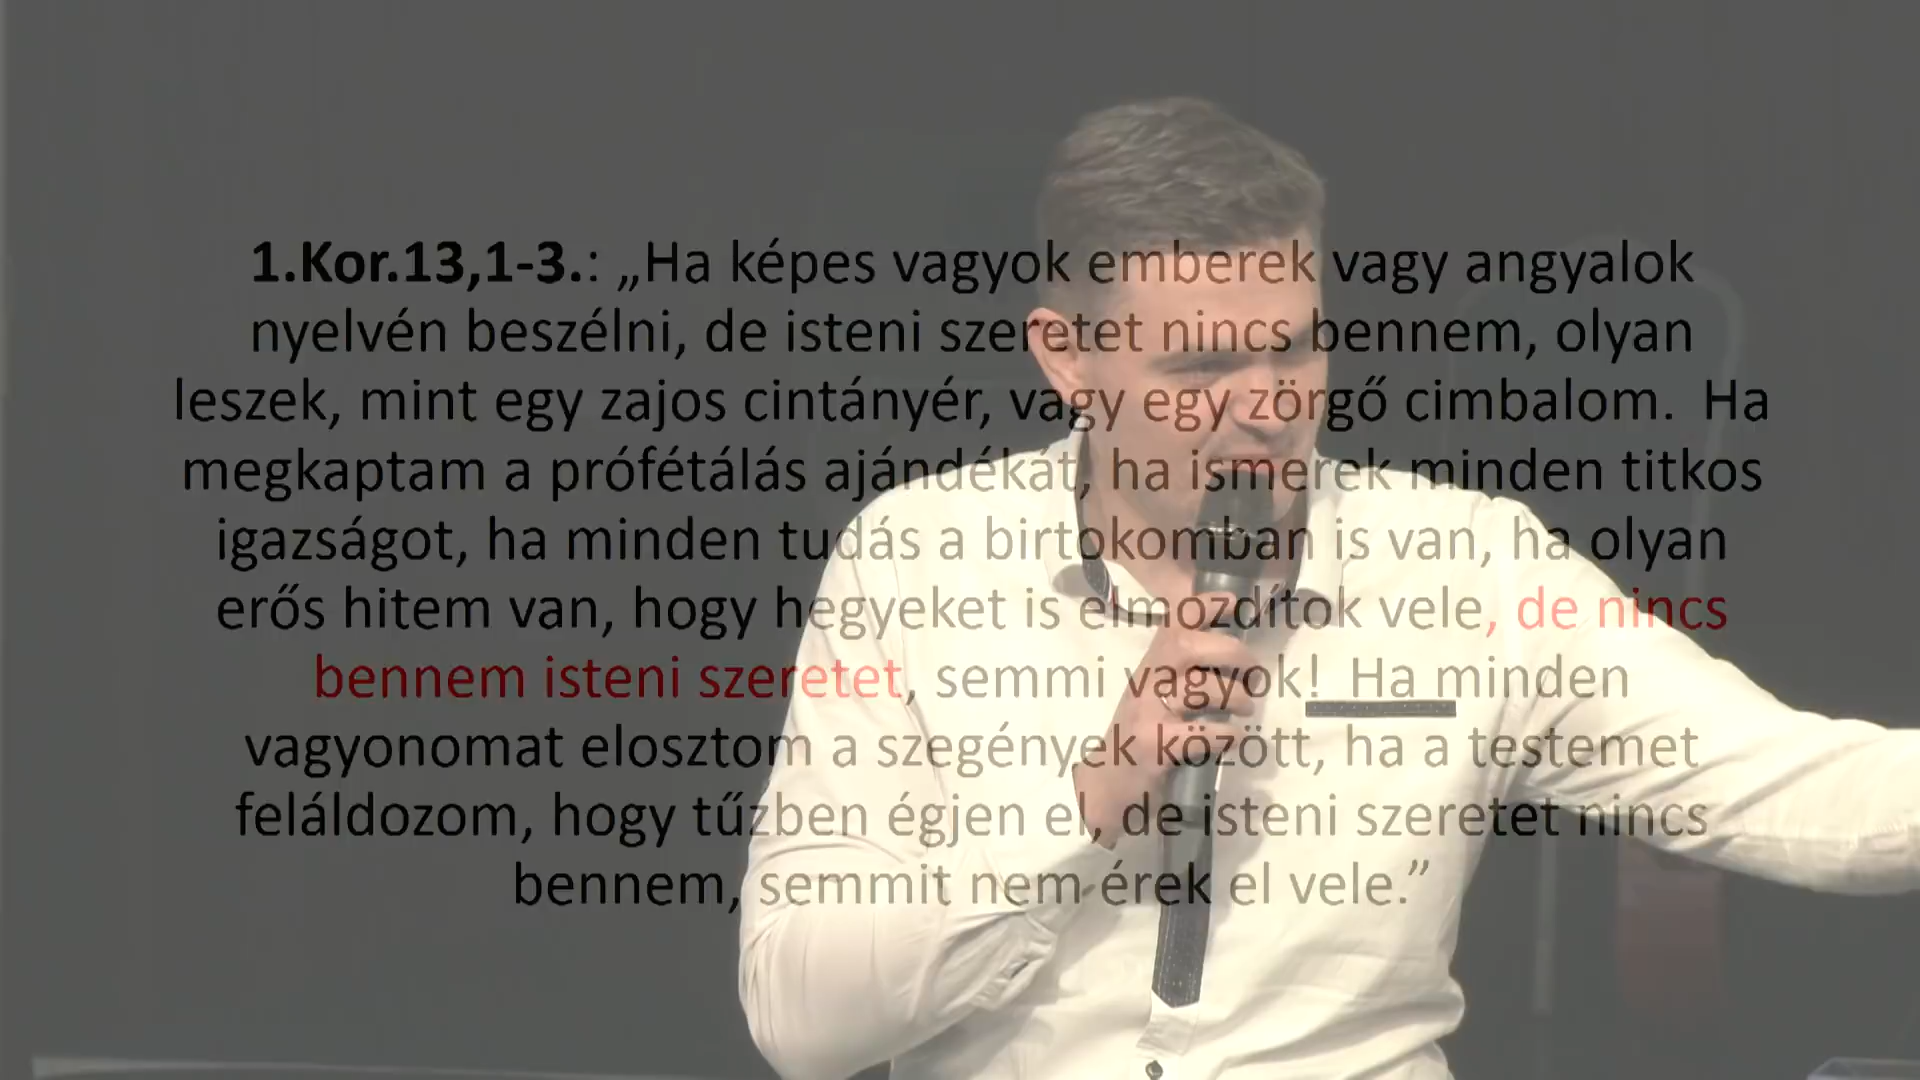 1.Kor.13,1-3.: „Ha képes vagyok emberek vagy angyalok
nyelvén beszélni, de isteni szeretet nincs bennem, olyan
leszek, mint egy zajos cintányér, vagy egy zörgő cimbalom.  Ha
megkaptam a prófétálás ajándékát, ha ismerek minden titkos
igazságot, ha minden tudás a birtokomban is van, ha olyan
erős hitem van, hogy hegyeket is elmozdítok vele, de nincs
bennem isteni szeretet, semmi vagyok!  Ha minden
vagyonomat elosztom a szegények között, ha a testemet
feláldozom, hogy tűzben égjen el, de isteni szeretet nincs
bennem, semmit nem érek el vele.”